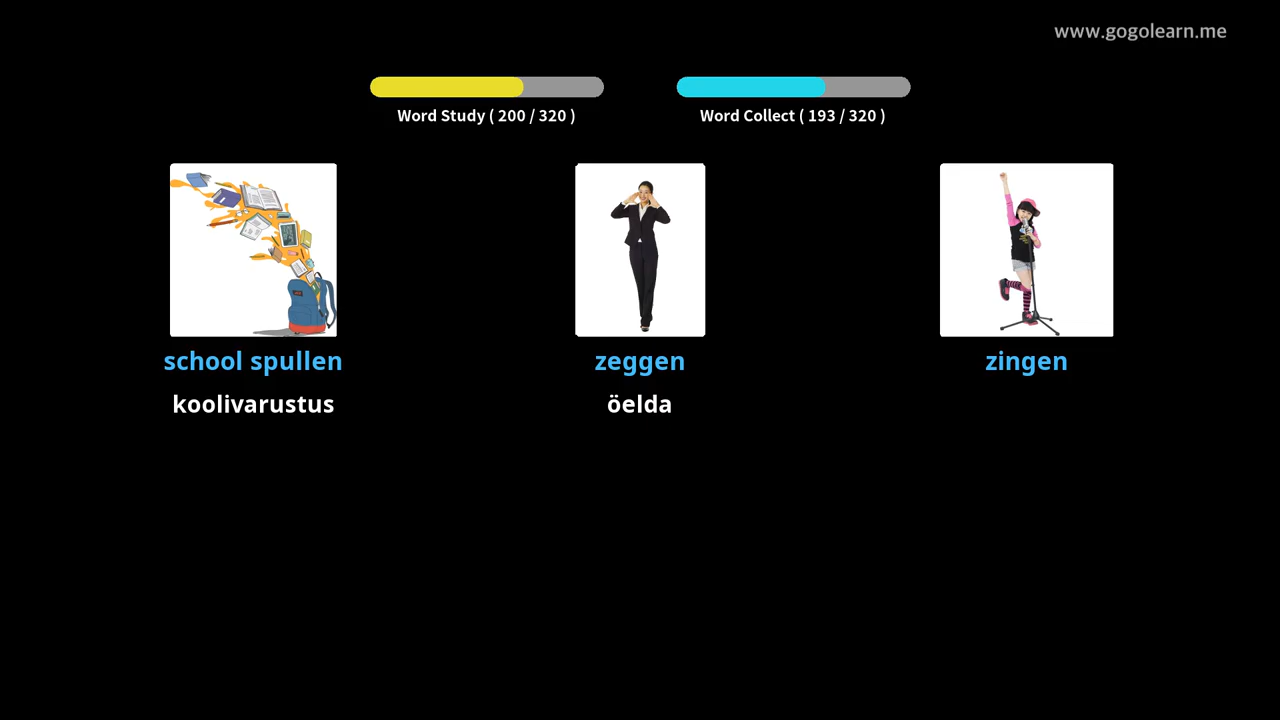 www.gogolearn.me
Word Study ( 200 / 320 )
Word Collect ( 193 / 320 )
school spullen
zeggen
zingen
koolivarustus
öelda